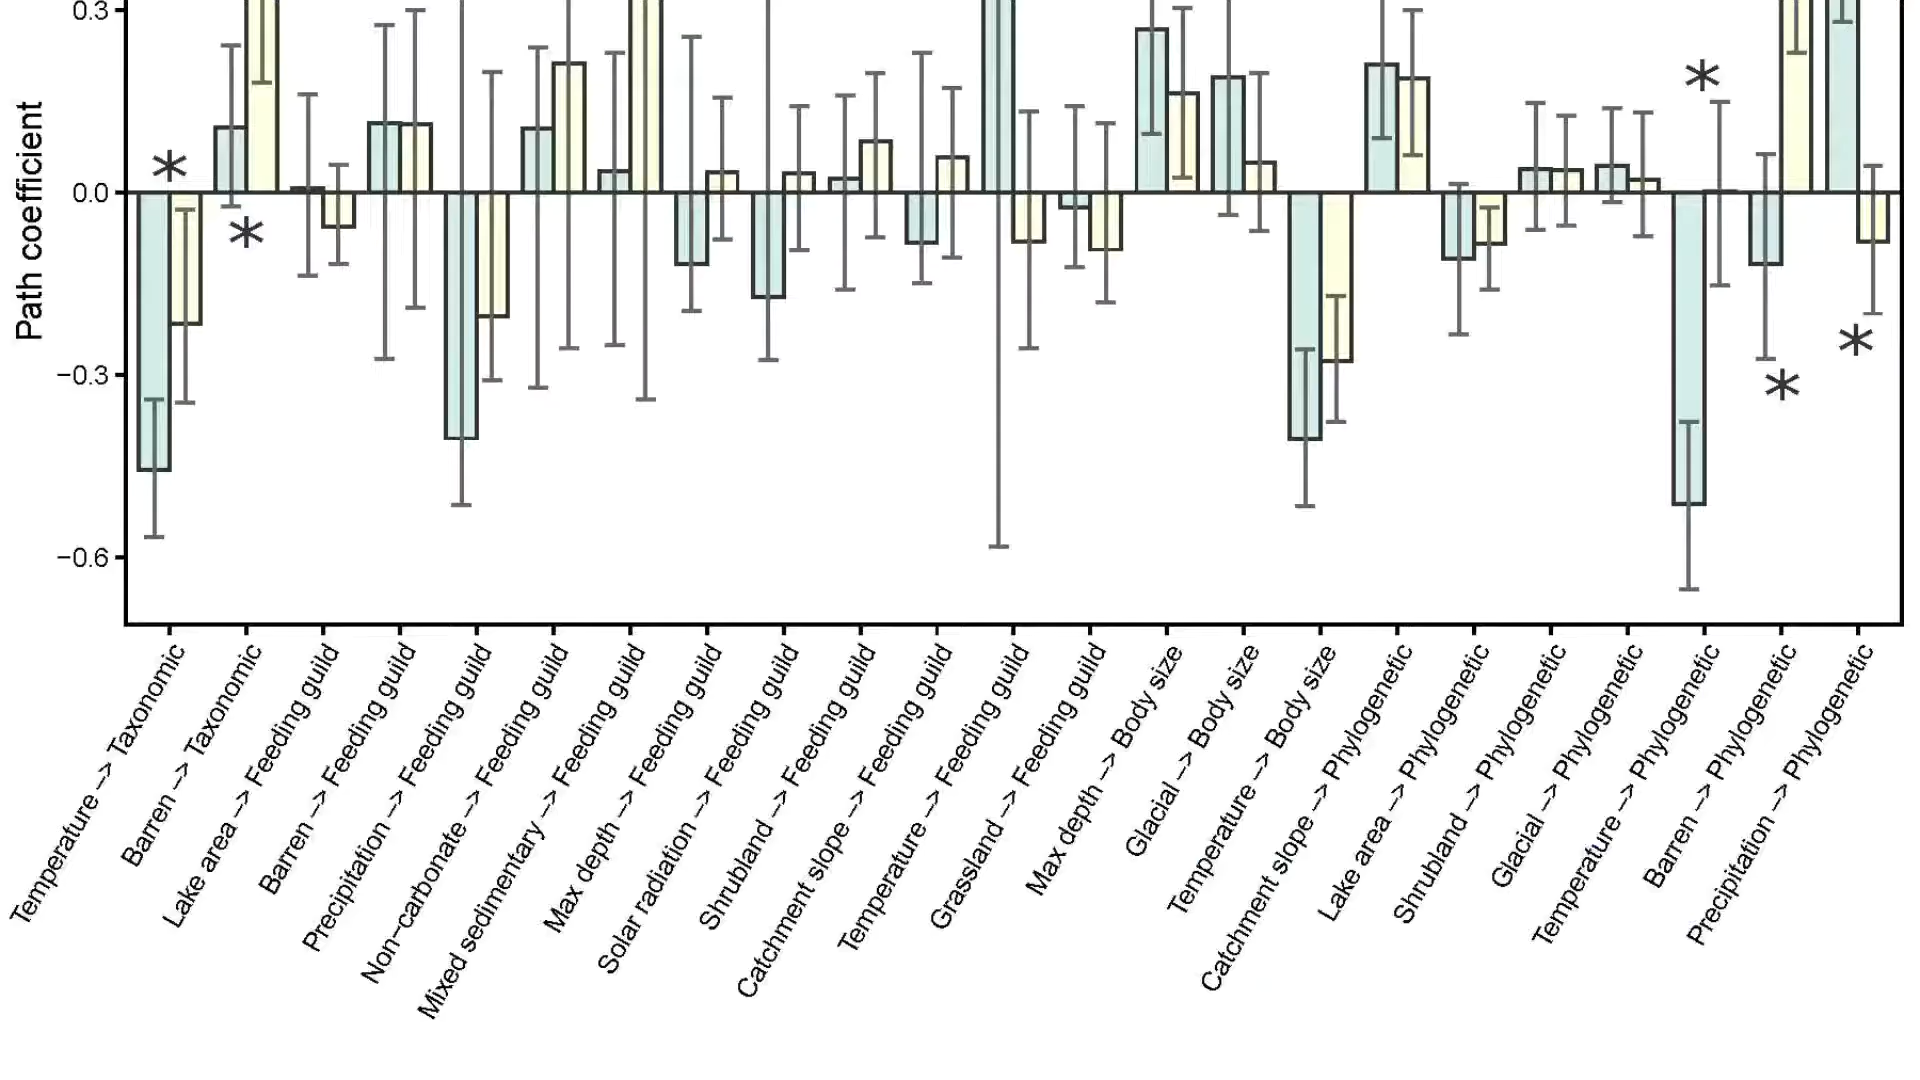 0.3
0.0
−0.3
−0.6
Path coefficient
*
*
*
*
*
Temperature −−> Taxonomic
Barren −−> Taxonomic
Lake area −−> Feeding guild
Barren −−> Feeding guild
Precipitation −−> Feeding guild
Non−carbonate −−> Feeding guild
Mixed sedimentary −−> Feeding guild
Max depth −−> Feeding guild
Solar radiation −−> Feeding guild
Shrubland −−> Feeding guild
Catchment slope −−> Feeding guild
Temperature −−> Feeding guild
Grassland −−> Feeding guild
Max depth −−> Body size
Glacial −−> Body size
Temperature −−> Body size
Catchment slope −−> Phylogenetic
Lake area −−> Phylogenetic
Shrubland −−> Phylogenetic
Glacial −−> Phylogenetic
Temperature −−> Phylogenetic
Barren −−> Phylogenetic
Precipitation −−> Phylogenetic